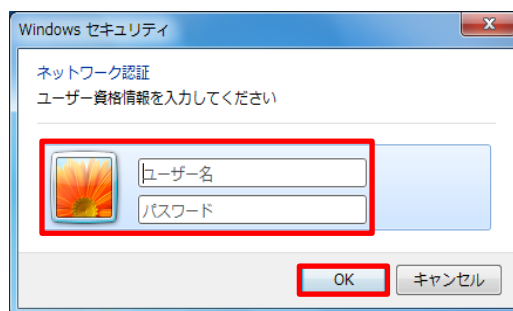 Windows セキュリティ
ネットワーク認証
ユーザー資格情報を入力してください
ユーザー名
パスワード
OK キャンセル